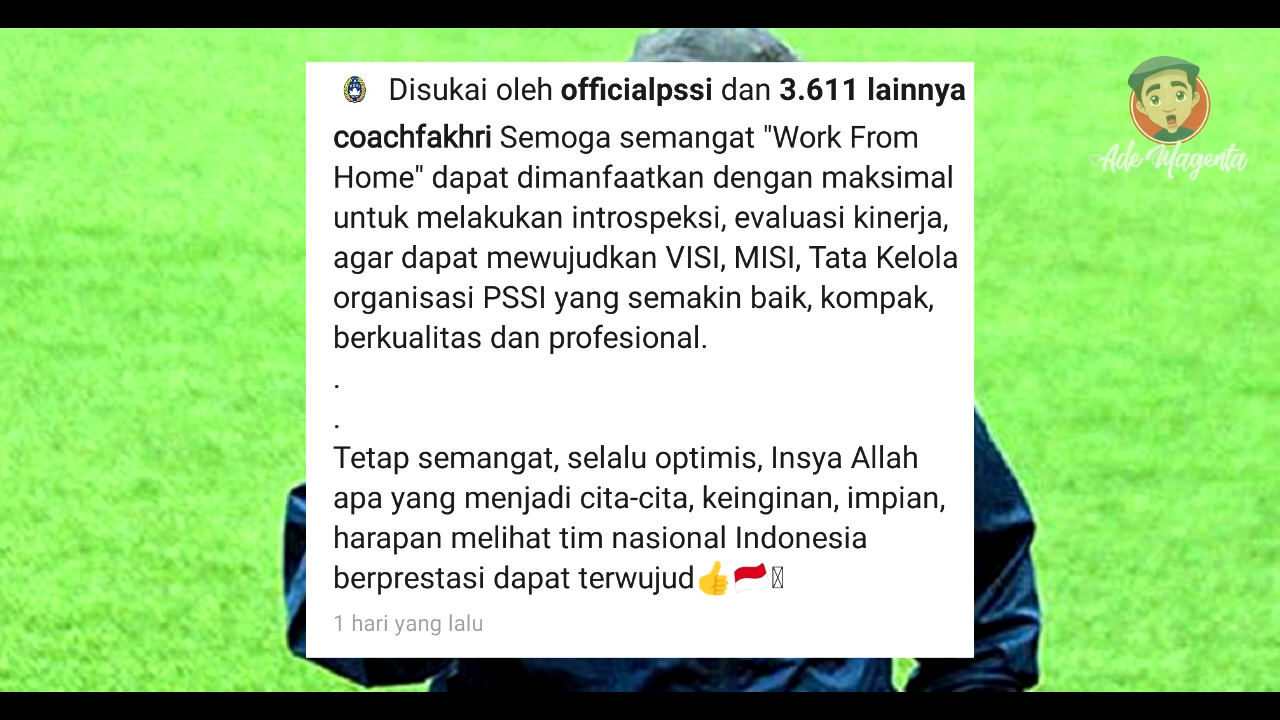 Disukai oleh officialpssi dan 3.611 lainnya
coachfakhri Semoga semangat "Work From
Home" dapat dimanfaatkan dengan maksimal
untuk melakukan introspeksi, evaluasi kinerja,
agar dapat mewujudkan VISI, MISI, Tata Kelola
organisasi PSSI yang semakin baik, kompak,
berkualitas dan profesional.
.
.
Tetap semangat, selalu optimis, Insya Allah
apa yang menjadi cita-cita, keinginan, impian,
harapan melihat tim nasional Indonesia
berprestasi dapat terwujud👍🇮🇩
1 hari yang lalu
Ade Magenta